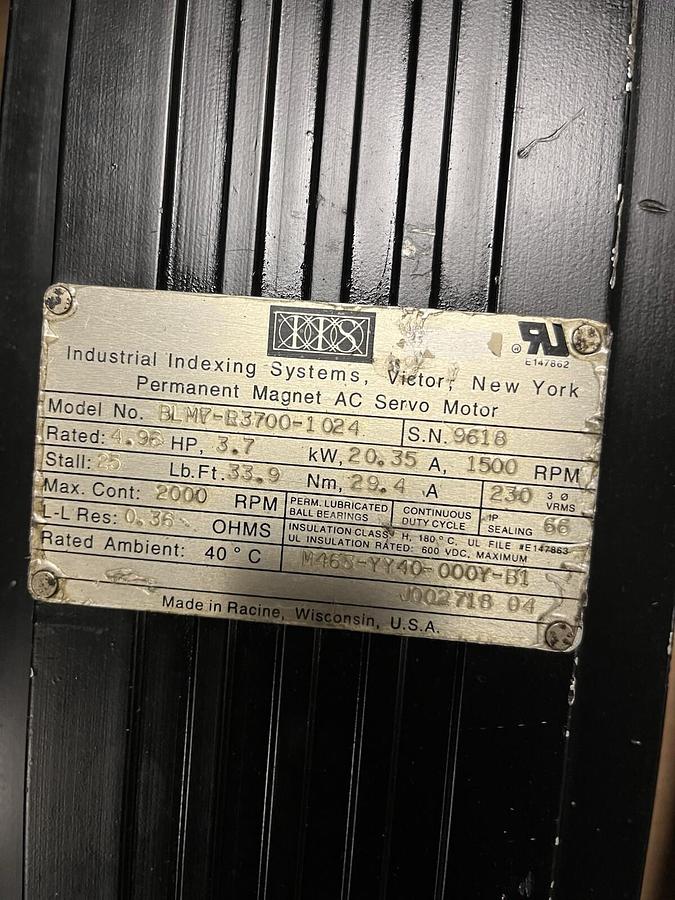 IIS
Industrial Indexing Systems, Victor, New York
Permanent Magnet AC Servo Motor
E147862
Model No. BLM7-R3700-1024 S.N. 9618
Rated: 4.96 HP, 3.7 kW, 20.35 A, 1500 RPM
Stall: 25 Lb.Ft. 33.9 Nm, 29.4 A 230 3 Ø VRMS
Max. Cont: 2000 RPM PERM. LUBRICATED BALL BEARINGS CONTINUOUS DUTY CYCLE IP SEALING 66
L-L Res: 0.36 OHMS INSULATION CLASS H, 180°C. UL FILE #E147863
UL INSULATION RATED: 600 VDC, MAXIMUM
Rated Ambient: 40°C M465-YY40-000Y-B1
J002718 04
Made in Racine, Wisconsin, U.S.A.